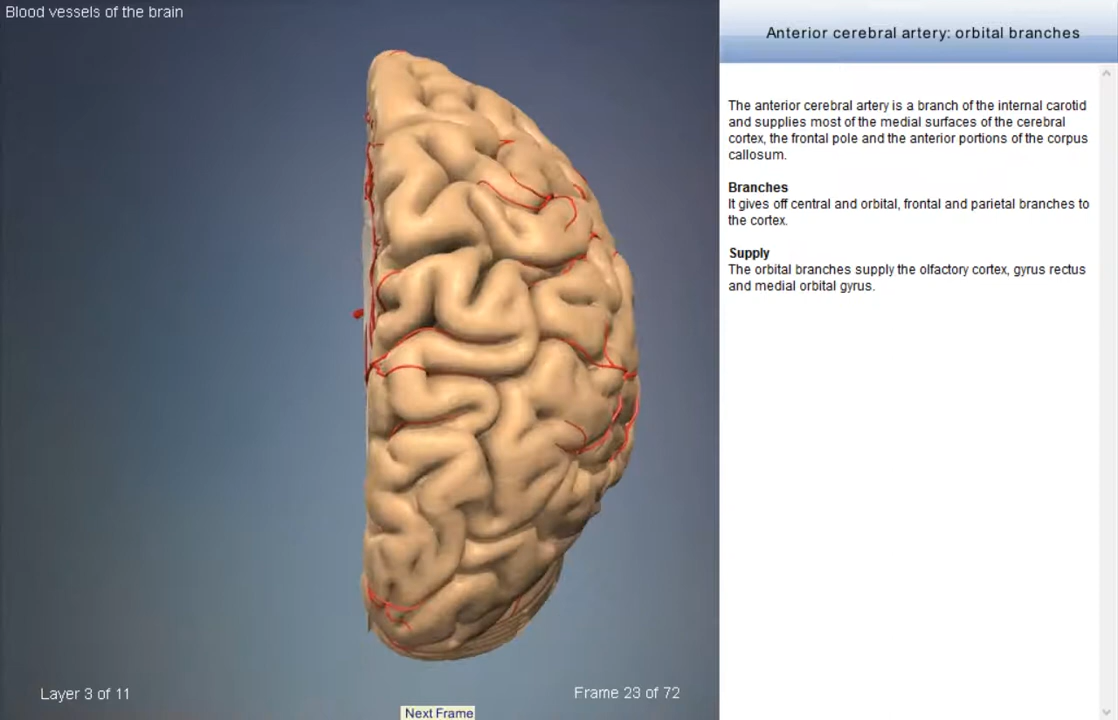 Blood vessels of the brain
Anterior cerebral artery: orbital branches
The anterior cerebral artery is a branch of the internal carotid
and supplies most of the medial surfaces of the cerebral
cortex, the frontal pole and the anterior portions of the corpus
callosum.
Branches
It gives off central and orbital, frontal and parietal branches to
the cortex.
Supply
The orbital branches supply the olfactory cortex, gyrus rectus
and medial orbital gyrus.
Layer 3 of 11
Frame 23 of 72
Next Frame